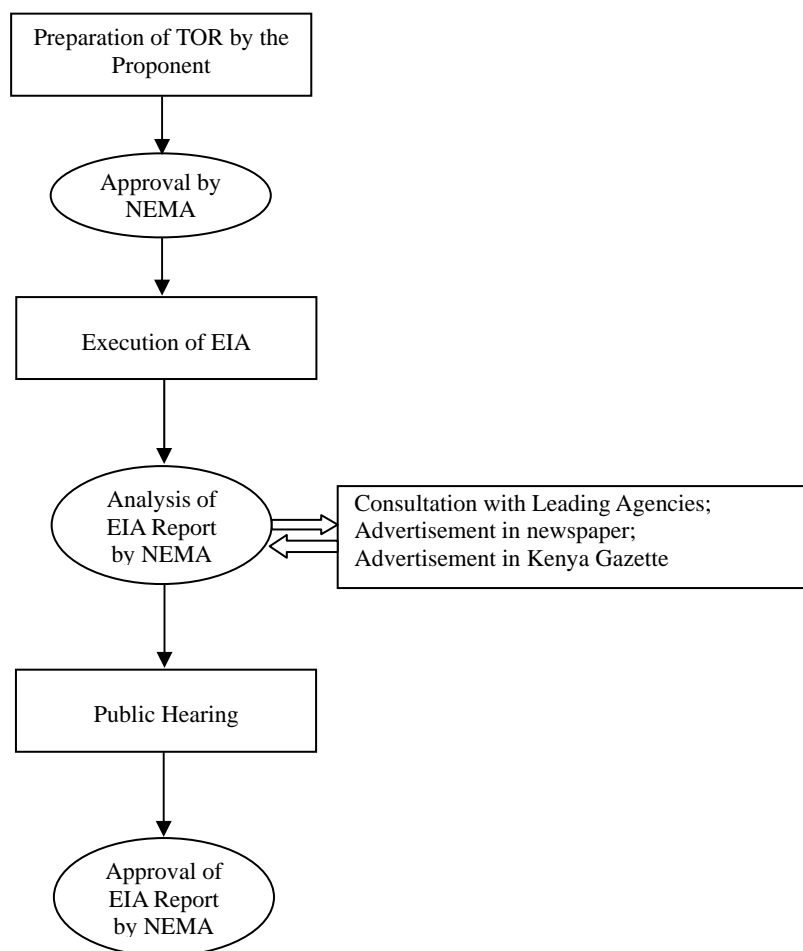 Preparation of TOR by the
Proponent
Approval by
NEMA
Execution of EIA
Analysis of
EIA Report
by NEMA
Consultation with Leading Agencies;
Advertisement in newspaper;
Advertisement in Kenya Gazette
Public Hearing
Approval of
EIA Report
by NEMA